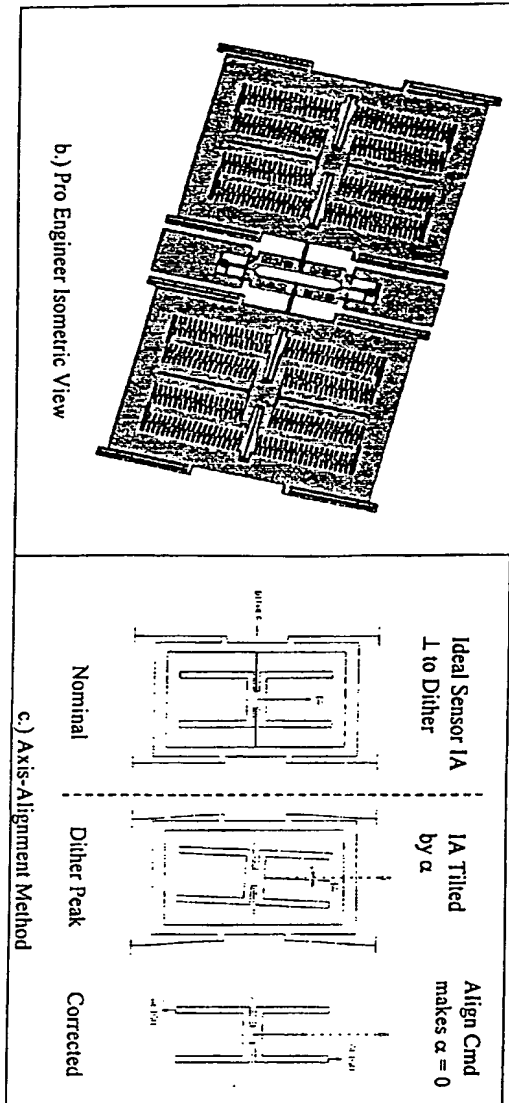 b.) Pro Engineer Isometric View
Ideal Sensor IA
⊥ to Dither
Nominal
IA Tilted
by α
Dither Peak
Align Cmd
makes α = 0
Corrected
c.) Axis-Alignment Method